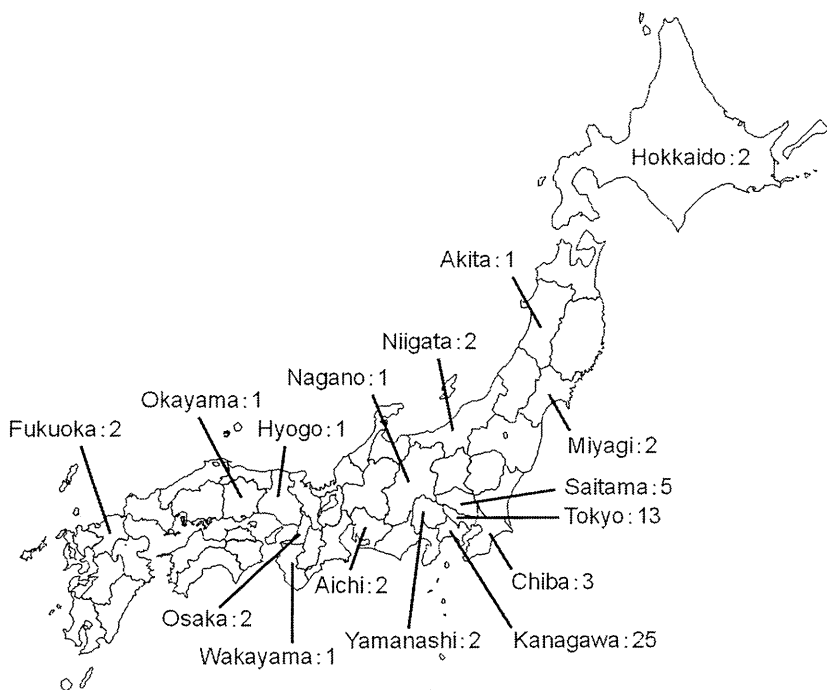 Hokkaido：2
Akita：1
Niigata：2
Nagano：1
Okayama：1
Fukuoka：2
Hyogo：1
Miyagi：2
Saitama：5
Tokyo：13
Chiba：3
Aichi：2
Osaka：2
Yamanashi：2
Kanagawa：25
Wakayama：1